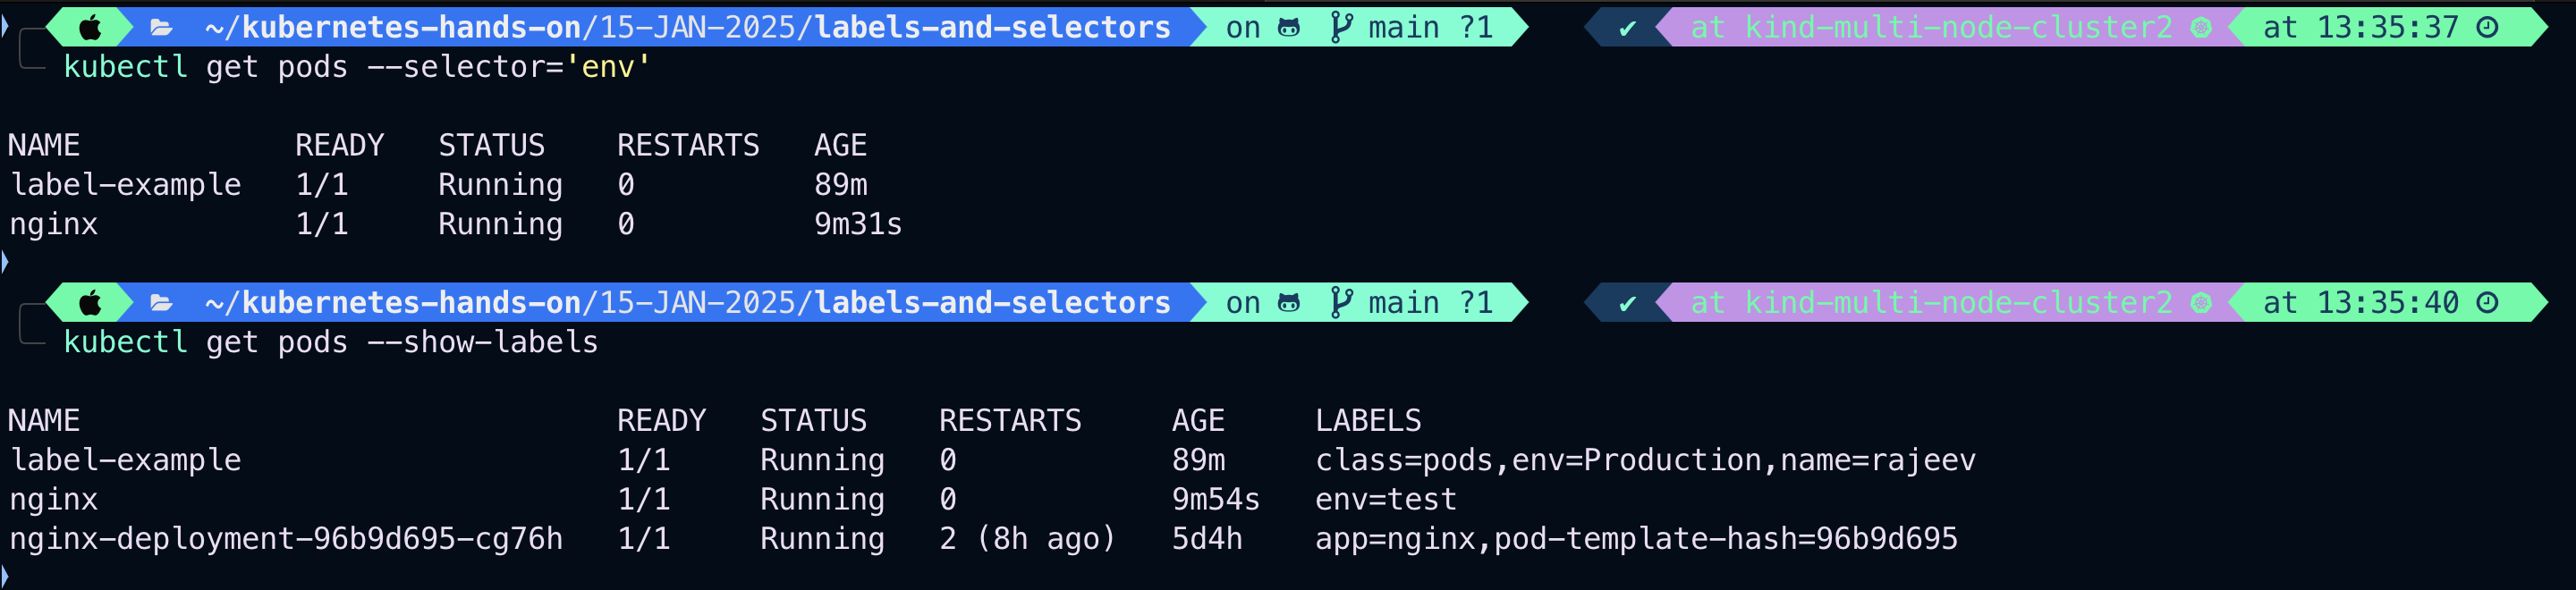 ~/kubernetes-hands-on/15-JAN-2025/labels-and-selectors on main ?1 ✔ at kind-multi-node-cluster2 at 13:35:37
kubectl get pods --selector='env'
NAME READY STATUS RESTARTS AGE
label-example 1/1 Running 0 89m
nginx 1/1 Running 0 9m31s
~/kubernetes-hands-on/15-JAN-2025/labels-and-selectors on main ?1 ✔ at kind-multi-node-cluster2 at 13:35:40
kubectl get pods --show-labels
NAME READY STATUS RESTARTS AGE LABELS
label-example 1/1 Running 0 89m class=pods,env=Production,name=rajeev
nginx 1/1 Running 0 9m54s env=test
nginx-deployment-96b9d695-cg76h 1/1 Running 2 (8h ago) 5d4h app=nginx,pod-template-hash=96b9d695